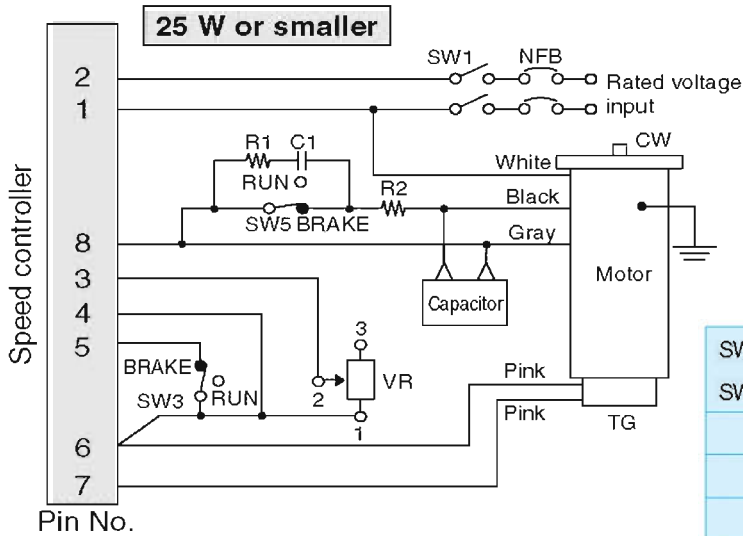 25 W or smaller
SW1
NFB
2
Rated voltage
1
input
R1
C1
CW
White
RUN
R2
Black
SW5 BRAKE
Gray
8
Speed controller
3
Motor
Capacitor
4
3
5
SW
BRAKE
VR
Pink
RUN
2
SW
SW3
Pink
1
TG
6
7
Pin No.